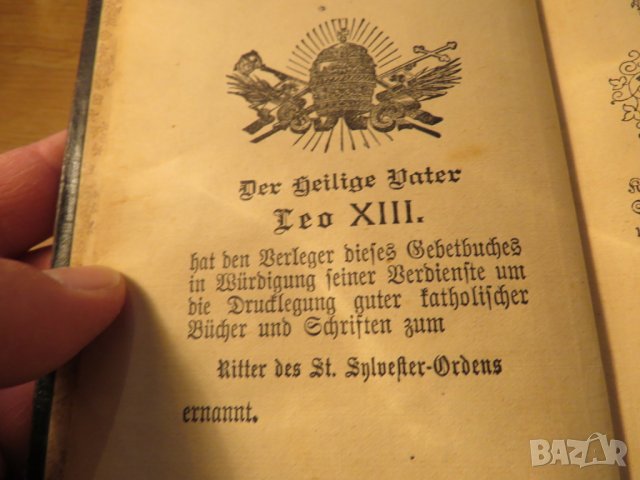 Der Heilige Vater
Leo XIII.
hat den Verleger dieses Gebetbuches
in Würdigung seiner Verdienste um
die Drucklegung guter katholischer
Bücher und Schriften zum
Ritter des St. Sylvester-Ordens
ernannt.
BAZAR